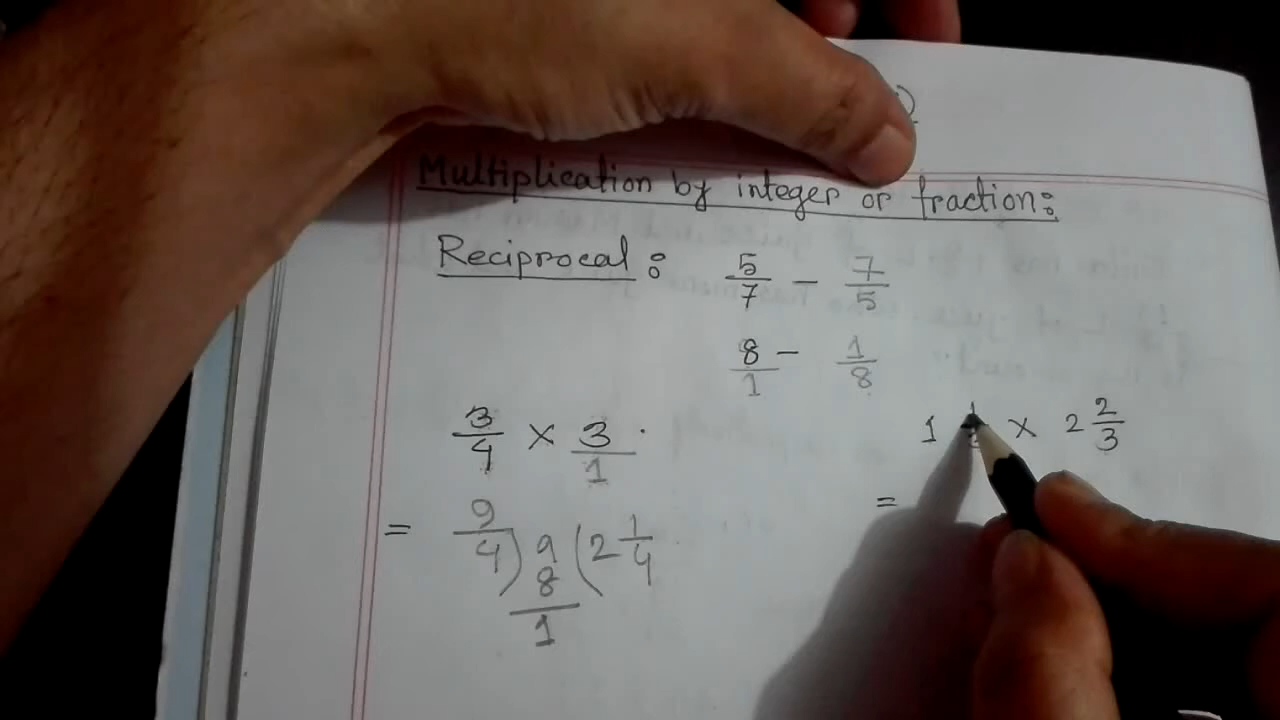 Multiplication by integer or fraction:
Reciprocal : 5/7 - 7/5
8/1 - 1/8
3/4 × 3/1 .
1 × 2 2/3
= 9/4 ) 9 ( 2 1/4
8
1
=